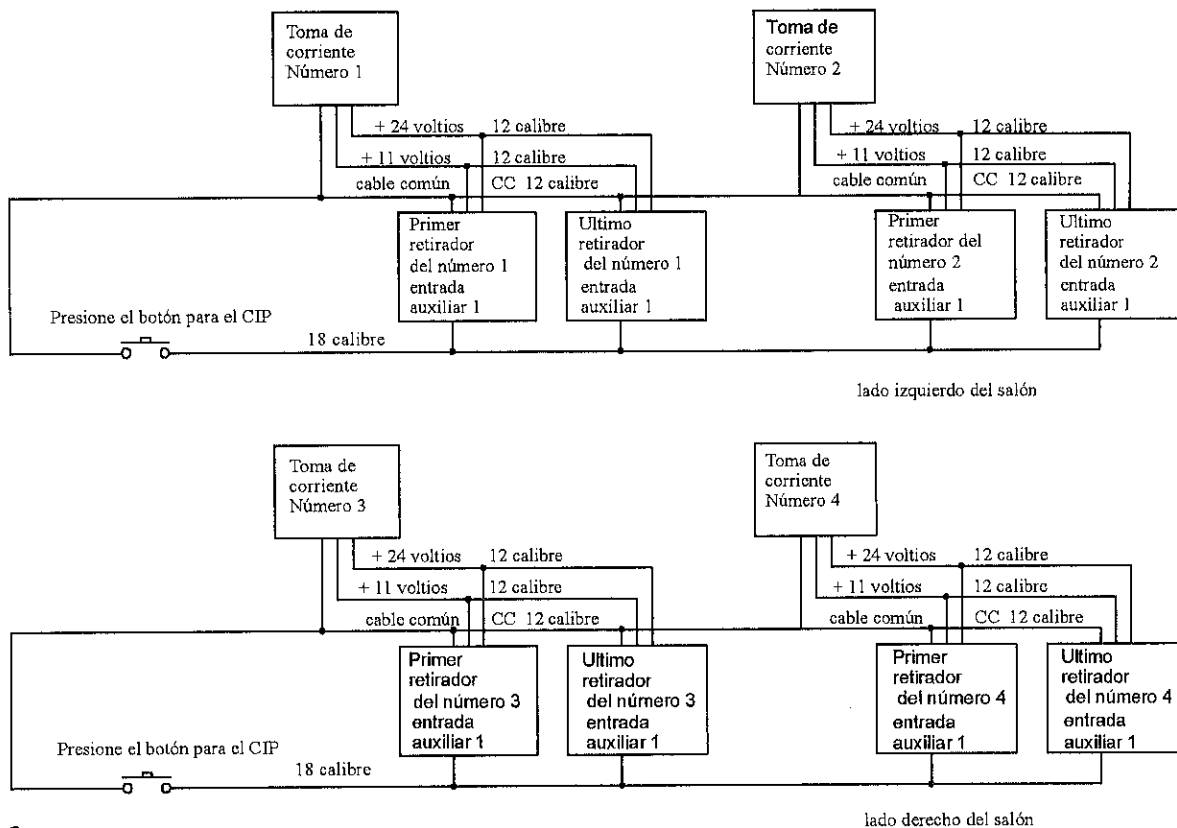 Toma de
corriente
Número 1
Toma de
corriente
Número 2
+ 24 voltios 12 calibre
+ 11 voltios 12 calibre
cable común CC 12 calibre
+ 24 voltios 12 calibre
+ 11 voltios 12 calibre
cable común CC 12 calibre
Primer
retirador
del número 1
entrada
auxiliar 1
Ultimo
retirador
del número 1
entrada
auxiliar 1
Primer
retirador del
número 2
entrada
auxiliar 1
Ultimo
retirador
del número 2
entrada
auxiliar 1
Presione el botón para el CIP
18 calibre
lado izquierdo del salón
Toma de
corriente
Número 3
Toma de
corriente
Número 4
+ 24 voltios 12 calibre
+ 11 voltios 12 calibre
cable común CC 12 calibre
+ 24 voltios 12 calibre
+ 11 voltios 12 calibre
cable común CC 12 calibre
Primer
retirador
del número 3
entrada
auxiliar 1
Ultimo
retirador
del número 3
entrada
auxiliar 1
Primer
retirador
del número 4
entrada
auxiliar 1
Ultimo
retirador
del número 4
entrada
auxiliar 1
Presione el botón para el CIP
18 calibre
lado derecho del salón